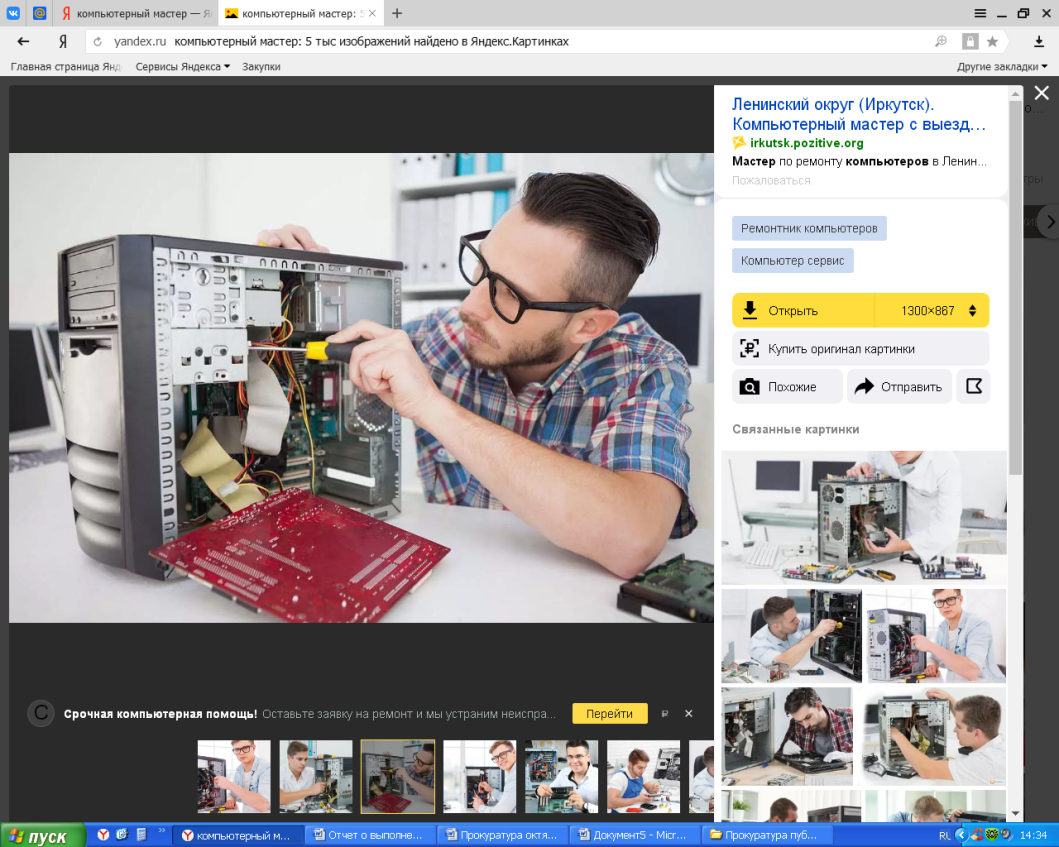 компьютерный мастер — Я
компьютерный мастер: 5
yandex.ru компьютерный мастер: 5 тыс изображений найдено в Яндекс.Картинках
Главная страница Янд
Сервисы Яндекса
Закупки
Другие закладки
Ленинский округ (Иркутск).
Компьютерный мастер с выезд...
irkutsk.pozitive.org
Мастер по ремонту компьютеров в Ленин...
Пожаловаться
Ремонтник компьютеров
Компьютер сервис
Открыть
1300×867
Купить оригинал картинки
Похожие
Отправить
Связанные картинки
Срочная компьютерная помощь! Оставьте заявку на ремонт и мы устраним неиспра...
Перейти
пуск
компьютерный м...
Отчет о выполне...
Прокуратура октя...
Документ5 - Micr...
Прокуратура пуб...
RU
14:34